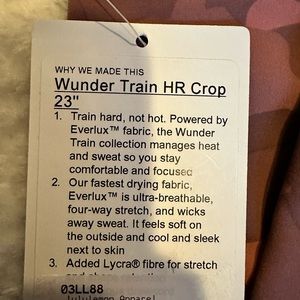 WHY WE MADE THIS
Wunder Train HR Crop
23"
1. Train hard, not hot. Powered by
Everlux™ fabric, the Wunder
Train collection manages heat
and sweat so you stay
comfortable and focused
2. Our fastest drying fabric,
Everlux™ is ultra-breathable,
four-way stretch, and wicks
away sweat. It feels soft on
the outside and cool and sleek
next to skin
3. Added Lycra® fibre for stretch
03LL88
lululemon Apparel